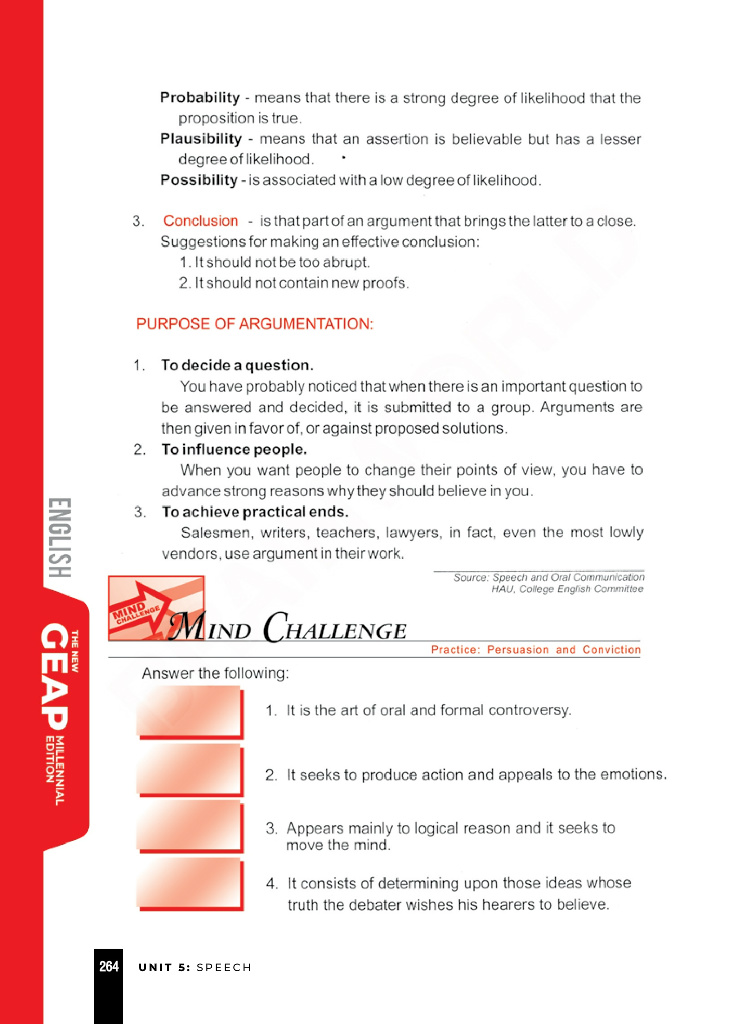 Probability - means that there is a strong degree of likelihood that the
proposition is true.
Plausibility - means that an assertion is believable but has a lesser
degree of likelihood.
Possibility - is associated with a low degree of likelihood.
3. Conclusion - is that part of an argument that brings the latter to a close.
Suggestions for making an effective conclusion:
1. It should not be too abrupt.
2. It should not contain new proofs.
PURPOSE OF ARGUMENTATION:
1. To decide a question.
You have probably noticed that when there is an important question to
be answered and decided, it is submitted to a group. Arguments are
then given in favor of, or against proposed solutions.
2. To influence people.
When you want people to change their points of view, you have to
advance strong reasons why they should believe in you.
3. To achieve practical ends.
Salesmen, writers, teachers, lawyers, in fact, even the most lowly
vendors, use argument in their work.
Source: Speech and Oral Communication
HAU, College English Committee
MIND
CHALLENGE
MIND CHALLENGE
Practice: Persuasion and Conviction
Answer the following:
1. It is the art of oral and formal controversy.
2. It seeks to produce action and appeals to the emotions.
3. Appears mainly to logical reason and it seeks to
move the mind.
4. It consists of determining upon those ideas whose
truth the debater wishes his hearers to believe.
ENGLISH
THE NEW
GEAP
MILLENNIAL
EDITION
264 UNIT 5: SPEECH